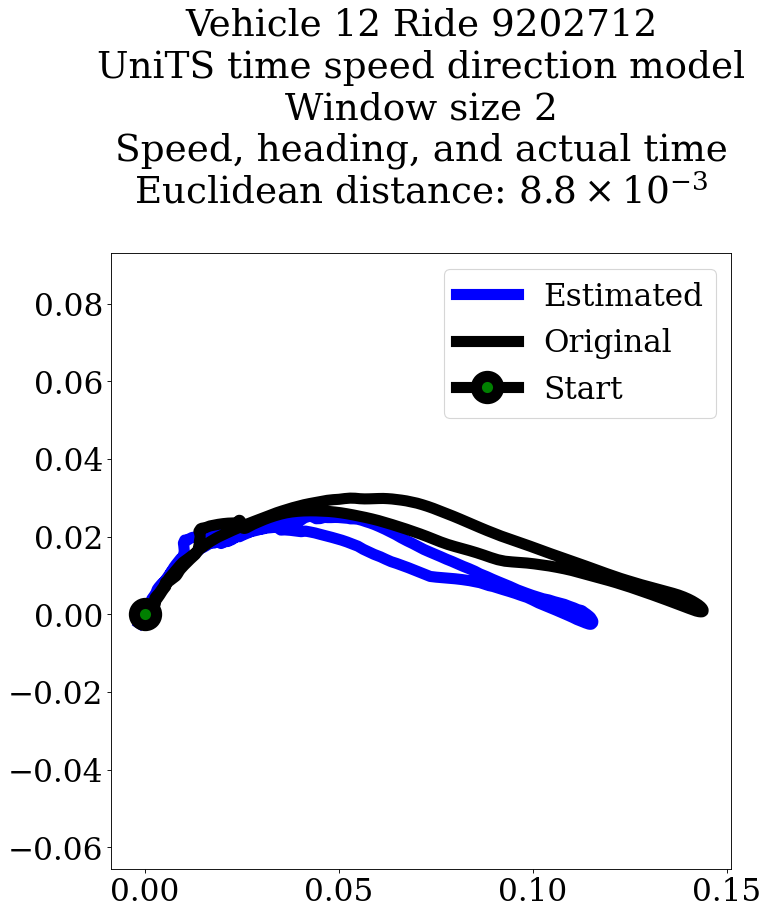 Vehicle 12 Ride 9202712
UniTS time speed direction model
Window size 2
Speed, heading, and actual time
Euclidean distance: 8.8 × 10⁻³
Estimated
Original
Start
0.08
0.06
0.04
0.02
0.00
−0.02
−0.04
−0.06
0.00 0.05 0.10 0.15